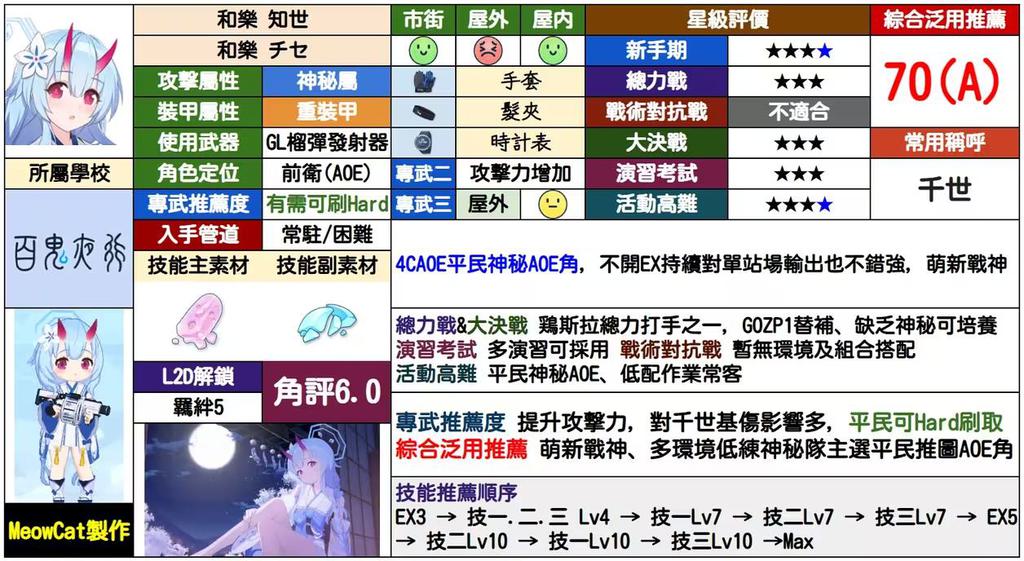 和樂 知世
市街 屋外 屋内
星級評價
綜合泛用推薦
和樂 チセ
新手期
★★★★
70(A)
攻擊屬性 神秘屬
手套
總力戰
★★★
裝甲屬性 重裝甲
髮夾
戰術對抗戰
不適合
使用武器 GL榴彈發射器
時計表
大決戰
★★★
常用稱呼
所屬學校
角色定位 前衛(AOE)
專武二 攻擊力增加
演習考試
★★★
千世
百鬼夜行
專武推薦度 有需可刷Hard
專武三 屋外
活動高難
★★★★
入手管道 常駐/困難
技能主素材 技能副素材
4CAOE平民神秘AOE角, 不開EX持續對單站場輸出也不錯強, 萌新戰神
總力戰&大決戰 鶏斯拉總力打手之一, GOZP1替補、缺乏神秘可培養
演習考試 多演習可採用 戰術對抗戰 暫無環境及組合搭配
活動高難 平民神秘AOE、低配作業常客
L2D解鎖
羈絆5
角評6.0
專武推薦度 提升攻擊力, 對千世基傷影響多, 平民可Hard刷取
綜合泛用推薦 萌新戰神、多環境低練神秘隊主選平民推圖AOE角
技能推薦順序
EX3 → 技一.二.三 Lv4 → 技一Lv7 → 技二Lv7 → 技三Lv7 → EX5
→ 技二Lv10 → 技一Lv10 → 技三Lv10 →Max
MeowCat製作